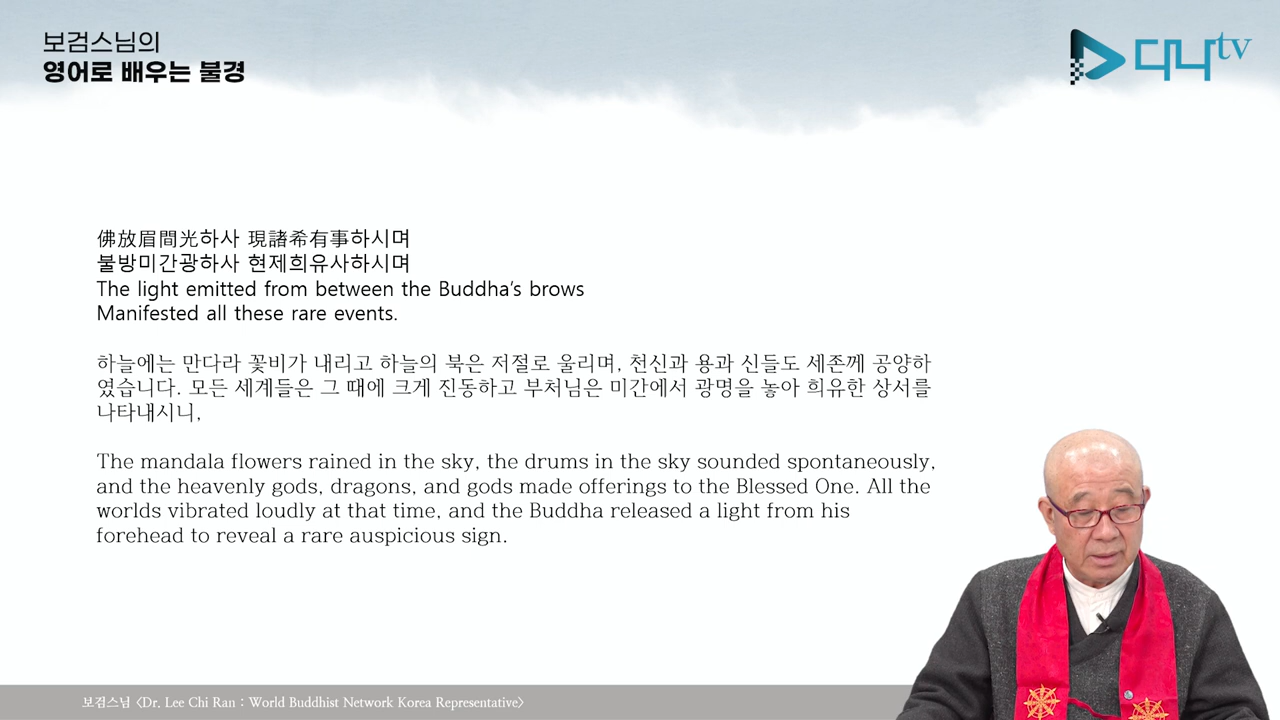 보검스님의
영어로 배우는 불경
다나tv
佛放眉間光하사 現諸希有事하시며
불방미간광하사 현제희유사하시며
The light emitted from between the Buddha's brows
Manifested all these rare events.
하늘에는 만다라 꽃비가 내리고 하늘의 북은 저절로 울리며, 천신과 용과 신들도 세존께 공양하
였습니다. 모든 세계들은 그 때에 크게 진동하고 부처님은 미간에서 광명을 놓아 희유한 상서를
나타내시니,
The mandala flowers rained in the sky, the drums in the sky sounded spontaneously,
and the heavenly gods, dragons, and gods made offerings to the Blessed One. All the
worlds vibrated loudly at that time, and the Buddha released a light from his
forehead to reveal a rare auspicious sign.
보검스님 <Dr. Lee Chi Ran : World Buddhist Network Korea Representative>